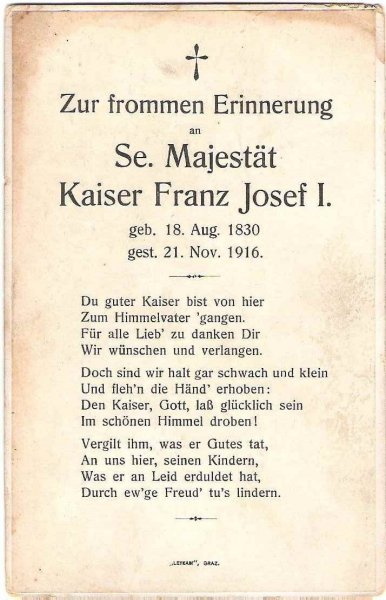 Zur frommen Erinnerung
an
Se. Majestät
Kaiser Franz Josef I.
geb. 18. Aug. 1830
gest. 21. Nov. 1916.
Du guter Kaiser bist von hier
Zum Himmelvater 'gangen.
Für alle Lieb' zu danken Dir
Wir wünschen und verlangen.
Doch sind wir halt gar schwach und klein
Und fleh'n die Händ' erhoben:
Den Kaiser, Gott, laß glücklich sein
Im schönen Himmel droben!
Vergilt ihm, was er Gutes tat,
An uns hier, seinen Kindern,
Was er an Leid erduldet hat,
Durch ew'ge Freud' tu's lindern.
„LEYKAM", GRAZ.